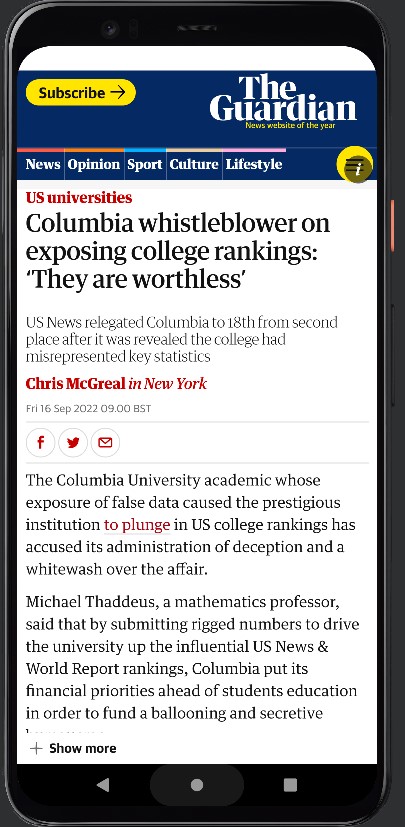 Subscribe →
The
Guardian
News website of the year
News Opinion Sport Culture Lifestyle
i
US universities
Columbia whistleblower on
exposing college rankings:
‘They are worthless’
US News relegated Columbia to 18th from second
place after it was revealed the college had
misrepresented key statistics
Chris McGreal in New York
Fri 16 Sep 2022 09.00 BST
f
The Columbia University academic whose
exposure of false data caused the prestigious
institution to plunge in US college rankings has
accused its administration of deception and a
whitewash over the affair.
Michael Thaddeus, a mathematics professor,
said that by submitting rigged numbers to drive
the university up the influential US News &
World Report rankings, Columbia put its
financial priorities ahead of students education
in order to fund a ballooning and secretive
+ Show more